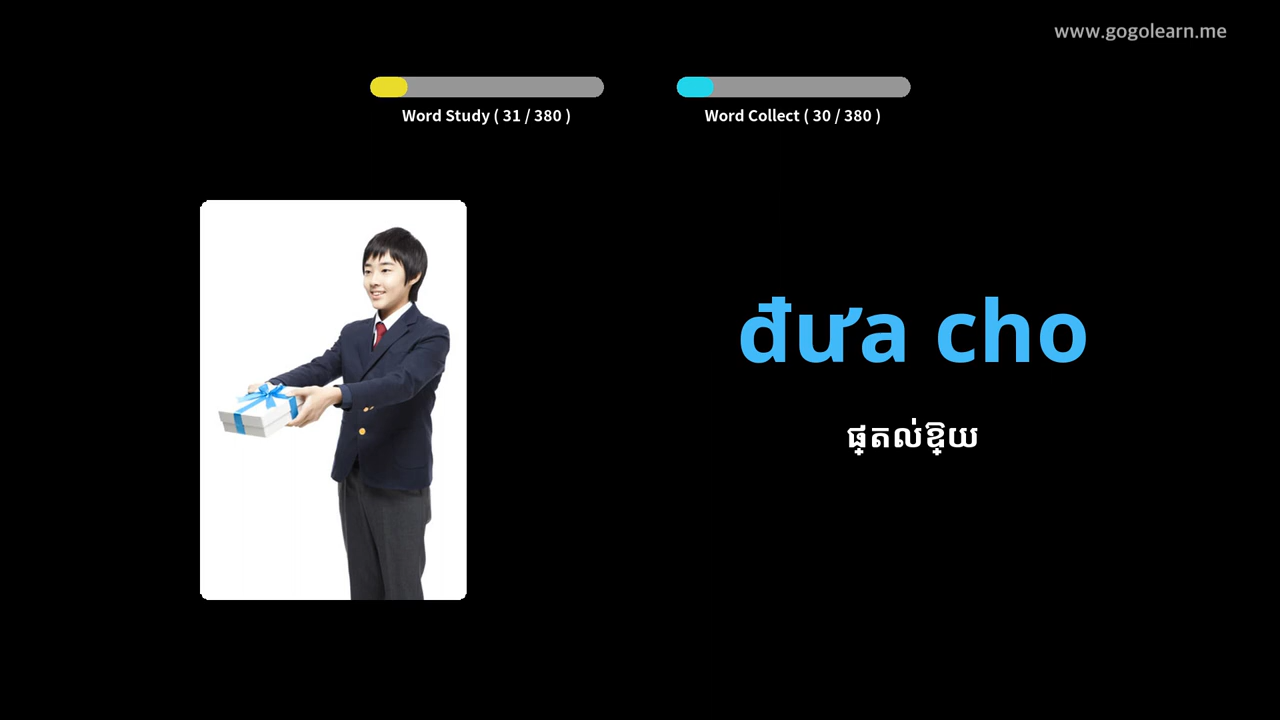 www.gogolearn.me
Word Study ( 31 / 380 )
Word Collect ( 30 / 380 )
đưa cho
ផ្តល់ឱ្យ